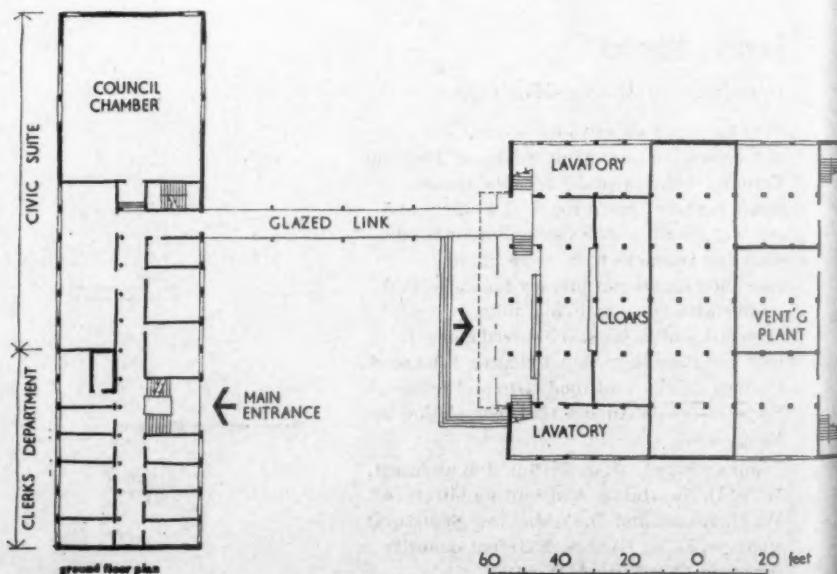 COUNCIL
CHAMBER
CIVIC SUITE
LAVATORY
GLAZED LINK
CLOAKS
VENT'G
PLANT
MAIN
ENTRANCE
CLERKS DEPARTMENT
LAVATORY
ground floor plan
60 40 20 0 20 feet